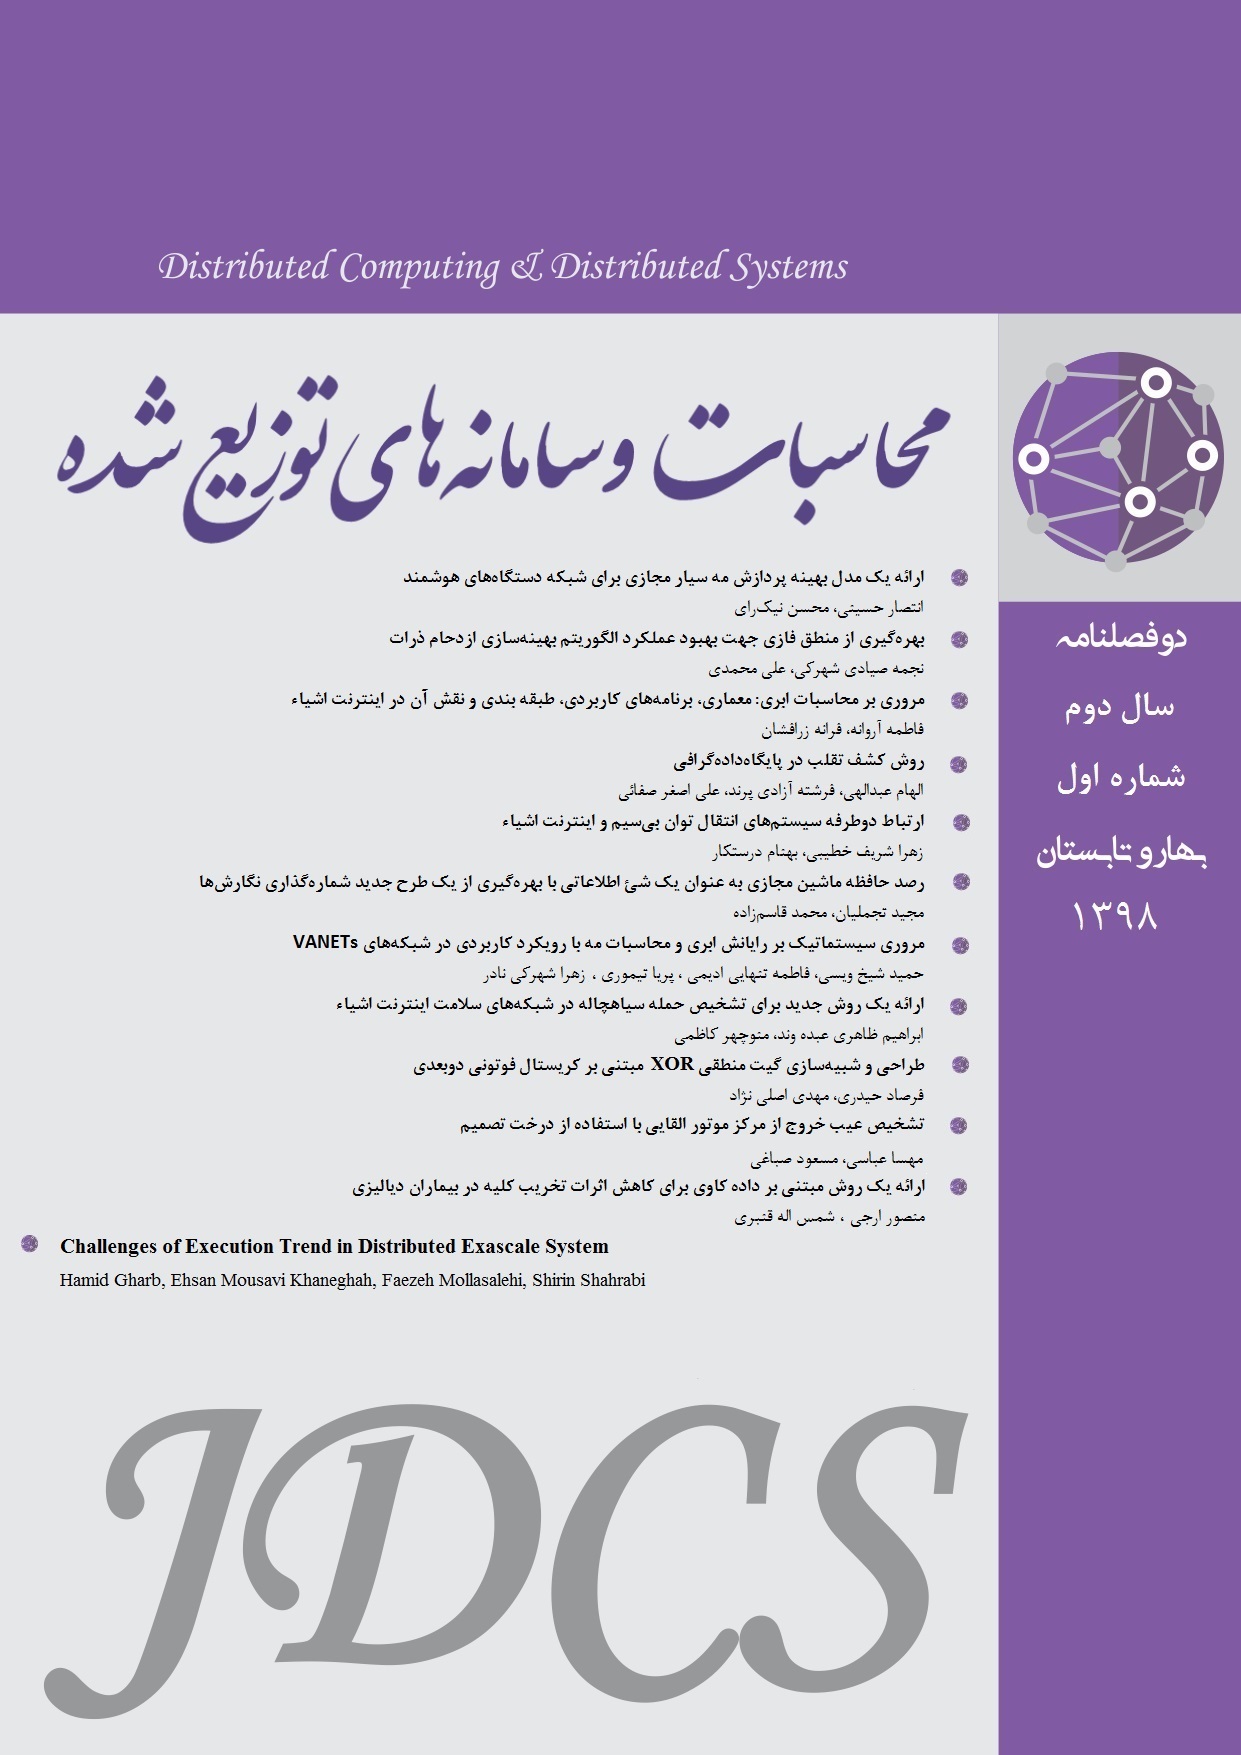 Distributed Computing & Distributed Systems
محاسبات و سامانه‌های توزیع شده
ارائه یک مدل بهینه پردازش مه سیار مجازی برای شبکه دستگاه‌های هوشمند
انتصار حسینی، محسن نیک‌رای
بهره‌گیری از منطق فازی جهت بهبود عملکرد الگوریتم بهینه‌سازی ازدحام ذرات
نجمه صیادی شهرکی، علی محمدی
مروری بر محاسبات ابری: معماری، برنامه‌های کاربردی، طبقه بندی و نقش آن در اینترنت اشیاء
فاطمه آروانه، فرانه زرافشان
روش کشف تقلب در پایگاه‌داده‌گرافی
الهام عبدالهی، فرشته آزادی پرند، علی اصغر صفائی
ارتباط دوطرفه سیستم‌های انتقال توان بی‌سیم و اینترنت اشیاء
زهرا شریف خطیبی، بهنام درستکار
رصد حافظه ماشین مجازی به عنوان یک شئ اطلاعاتی با بهره‌گیری از یک طرح جدید شماره‌گذاری نگارش‌ها
مجید تجملیان، محمد قاسم‌زاده
مروری سیستماتیک بر رایانش ابری و محاسبات مه با رویکرد کاربردی در شبکه‌های VANETs
حمید شیخ ویسی، فاطمه تنهایی ادیمی ، پریا تیموری ، زهرا شهرکی نادر
ارائه یک روش جدید برای تشخیص حمله سیاهچاله در شبکه‌های سلامت اینترنت اشیاء
ابراهیم ظاهری عبده وند، منوچهر کاظمی
طراحی و شبیه‌سازی گیت منطقی XOR مبتنی بر کریستال فوتونی دوبعدی
فرصاد حیدری، مهدی اصلی نژاد
تشخیص عیب خروج از مرکز موتور القایی با استفاده از درخت تصمیم
مهسا عباسی، مسعود صباغی
ارائه یک روش مبتنی بر داده کاوی برای کاهش اثرات تخریب کلیه در بیماران دیالیزی
منصور ارجی ، شمس اله قنبری
Challenges of Execution Trend in Distributed Exascale System
Hamid Gharb, Ehsan Mousavi Khaneghah, Faezeh Mollasalehi, Shirin Shahrabi
دوفصلنامه
سال دوم
شماره اول
بهار و تابستان
۱۳۹۸
JDCS